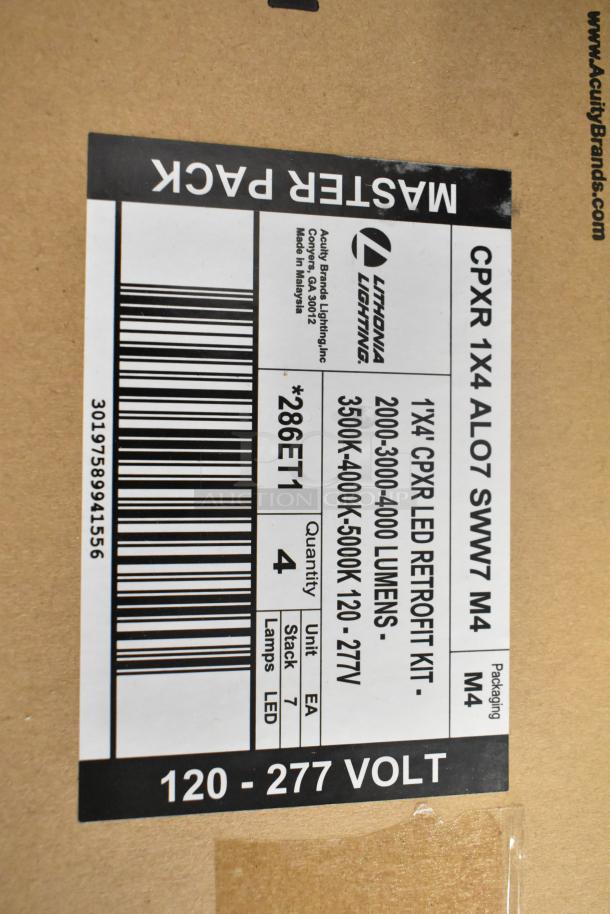 www.AcuityBrands.com
MASTER PACK
CPXR 1X4 ALO7 SWW7 M4
Packaging
M4
LITHONIA
LIGHTING.
Acuity Brands Lighting,Inc
Conyers, GA 30012
Made in Malaysia
1'X4' CPXR LED RETROFIT KIT -
2000-3000-4000 LUMENS -
3500K-4000K-5000K 120 - 277V
*286ET1
Quantity
4
Unit EA
Stack 7
Lamps LED
30197589941556
120 - 277 VOLT
AUCTION GROUP